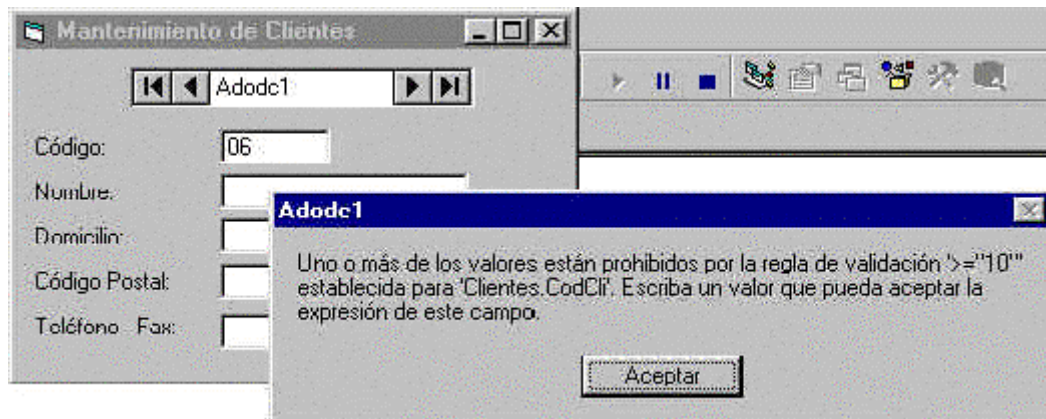 Mantenimiento de Clientes
Adodc1
Código:
06
Nombre:
Domicilio:
Código Postal:
Teléfono - Fax:
Adodc1
Uno o más de los valores están prohibidos por la regla de validación '>="10"'
establecida para 'Clientes.CodCli'. Escriba un valor que pueda aceptar la
expresión de este campo.
Aceptar